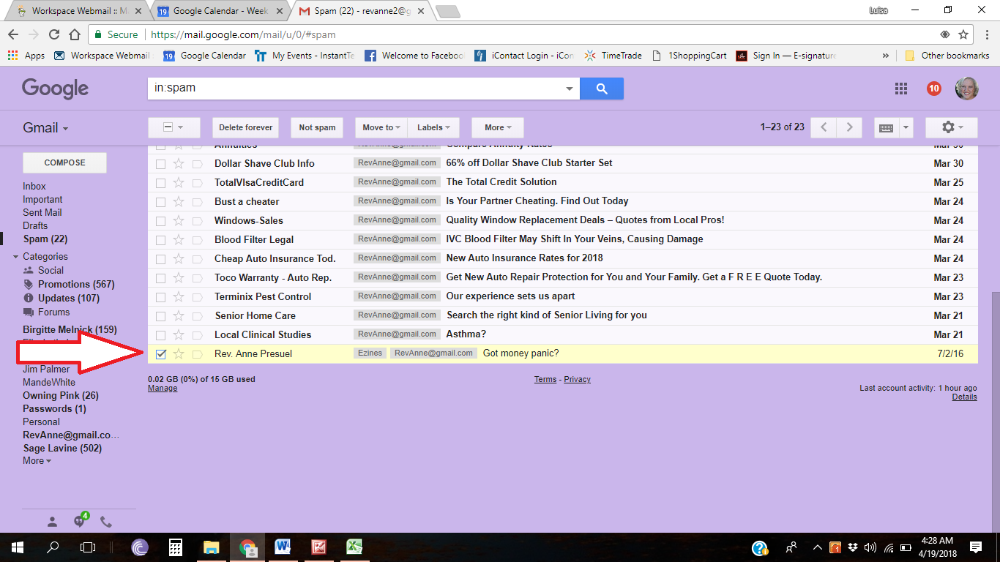 Workspace Webmail :: M
Google Calendar - Week
Spam (22) - revanne2@g
Luisa
Secure
https://mail.google.com/mail/u/0/#spam
Apps
Workspace Webmail
Google Calendar
My Events - InstantTe
Welcome to Faceboo
iContact Login - iCon
TimeTrade
1ShoppingCart
Sign In — E-signature
»
Other bookmarks
Google
in:spam
10
Gmail
Delete forever
Not spam
Move to
Labels
More
1–23 of 23
COMPOSE
Inbox
Important
Sent Mail
Drafts
Spam (22)
Categories
Social
Promotions (567)
Updates (107)
Forums
Birgitte Melnick (159)
Jim Palmer
MandeWhite
Owning Pink (26)
Passwords (1)
Personal
RevAnne@gmail.co...
Sage Lavine (502)
More
4
Annuities RevAnne@gmail.com Compare Annuity Rates Mar 30
Dollar Shave Club Info RevAnne@gmail.com 66% off Dollar Shave Club Starter Set Mar 30
TotalVIsaCreditCard RevAnne@gmail.com The Total Credit Solution Mar 25
Bust a cheater RevAnne@gmail.com Is Your Partner Cheating. Find Out Today Mar 24
Windows-Sales RevAnne@gmail.com Quality Window Replacement Deals – Quotes from Local Pros! Mar 24
Blood Filter Legal RevAnne@gmail.com IVC Blood Filter May Shift In Your Veins, Causing Damage Mar 24
Cheap Auto Insurance Tod. RevAnne@gmail.com New Auto Insurance Rates for 2018 Mar 24
Toco Warranty - Auto Rep. RevAnne@gmail.com Get New Auto Repair Protection for You and Your Family. Get a F R E E Quote Today. Mar 23
Terminix Pest Control RevAnne@gmail.com Our experience sets us apart Mar 23
Senior Home Care RevAnne@gmail.com Search the right kind of Senior Living for you Mar 21
Local Clinical Studies RevAnne@gmail.com Asthma? Mar 21
Rev. Anne Presuel Ezines RevAnne@gmail.com Got money panic? 7/2/16
0.02 GB (0%) of 15 GB used
Manage
Terms - Privacy
Last account activity: 1 hour ago
Details
4:28 AM
4/19/2018